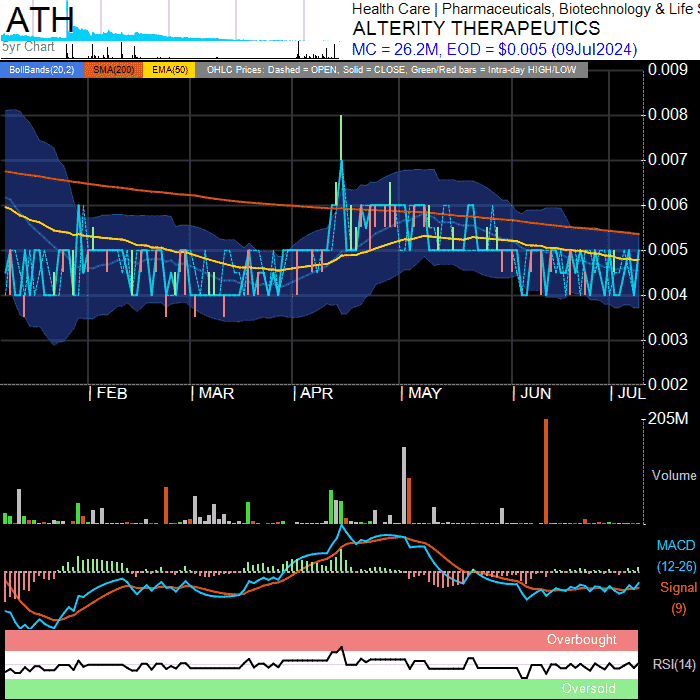 ATH
Health Care | Pharmaceuticals, Biotechnology & Life
ALTERITY THERAPEUTICS
5yr Chart
MC = 26.2M, EOD = $0.005 (09Jul2024)
BollBands(20,2) SMA(200) EMA(50) OHLC Prices: Dashed = OPEN, Solid = CLOSE, Green/Red bars = Intra-day HIGH/LOW
0.009
0.008
0.007
0.006
0.005
0.004
0.003
0.002
| FEB | MAR | APR | MAY | JUN | JUL
205M
Volume
MACD
(12-26)
Signal
(9)
Overbought
RSI(14)
Oversold